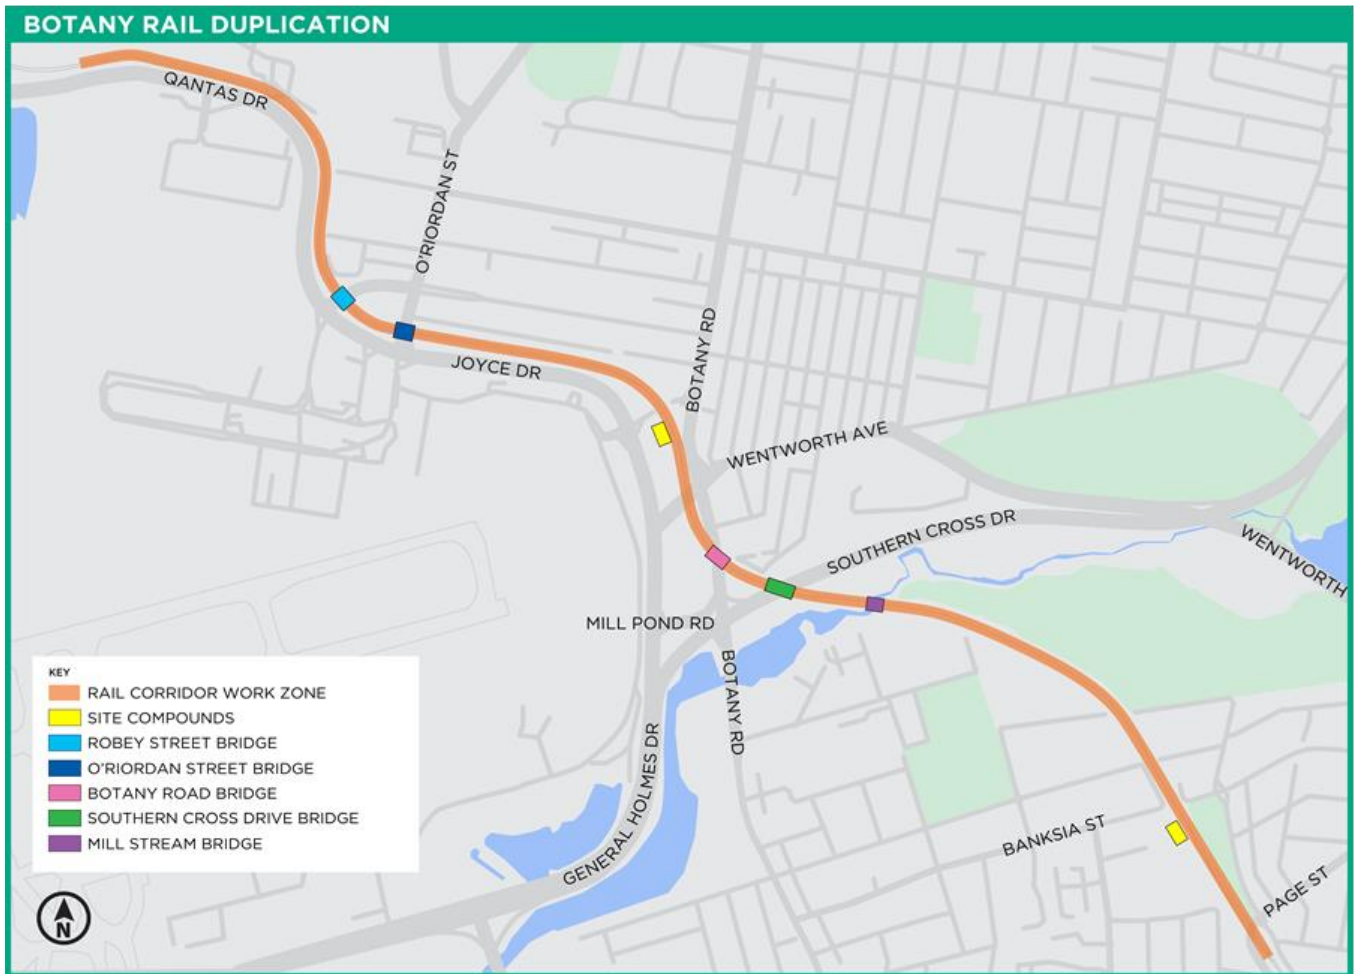 BOTANY RAIL DUPLICATION
QANTAS DR
O'RIORDAN ST
BOTANY RD
JOYCE DR
WENTWORTH AVE
SOUTHERN CROSS DR
WENTWORTH
MILL POND RD
BOTANY RD
GENERAL HOLMES DR
BANKSIA ST
PAGE ST
KEY
RAIL CORRIDOR WORK ZONE
SITE COMPOUNDS
ROBEY STREET BRIDGE
O'RIORDAN STREET BRIDGE
BOTANY ROAD BRIDGE
SOUTHERN CROSS DRIVE BRIDGE
MILL STREAM BRIDGE
N